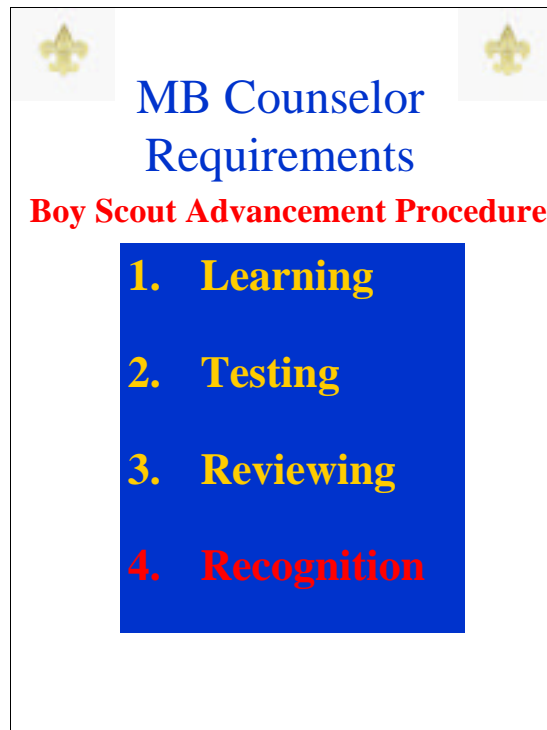 MB Counselor
Requirements
Boy Scout Advancement Procedure
1. Learning
2. Testing
3. Reviewing
4. Recognition